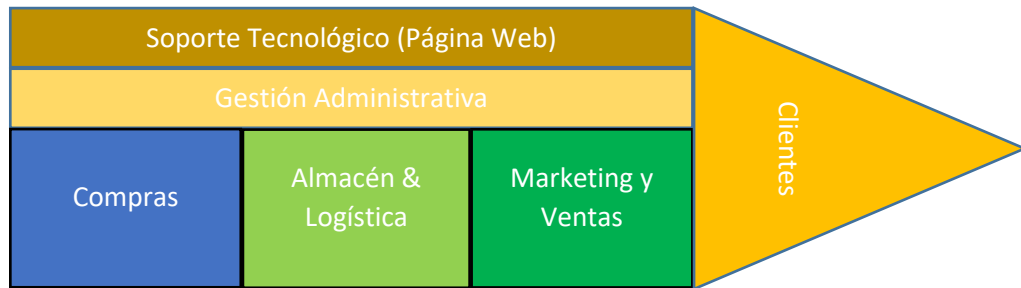 Soporte Tecnológico (Página Web)
Gestión Administrativa
Compras
Almacén &
Logística
Marketing y
Ventas
Clientes